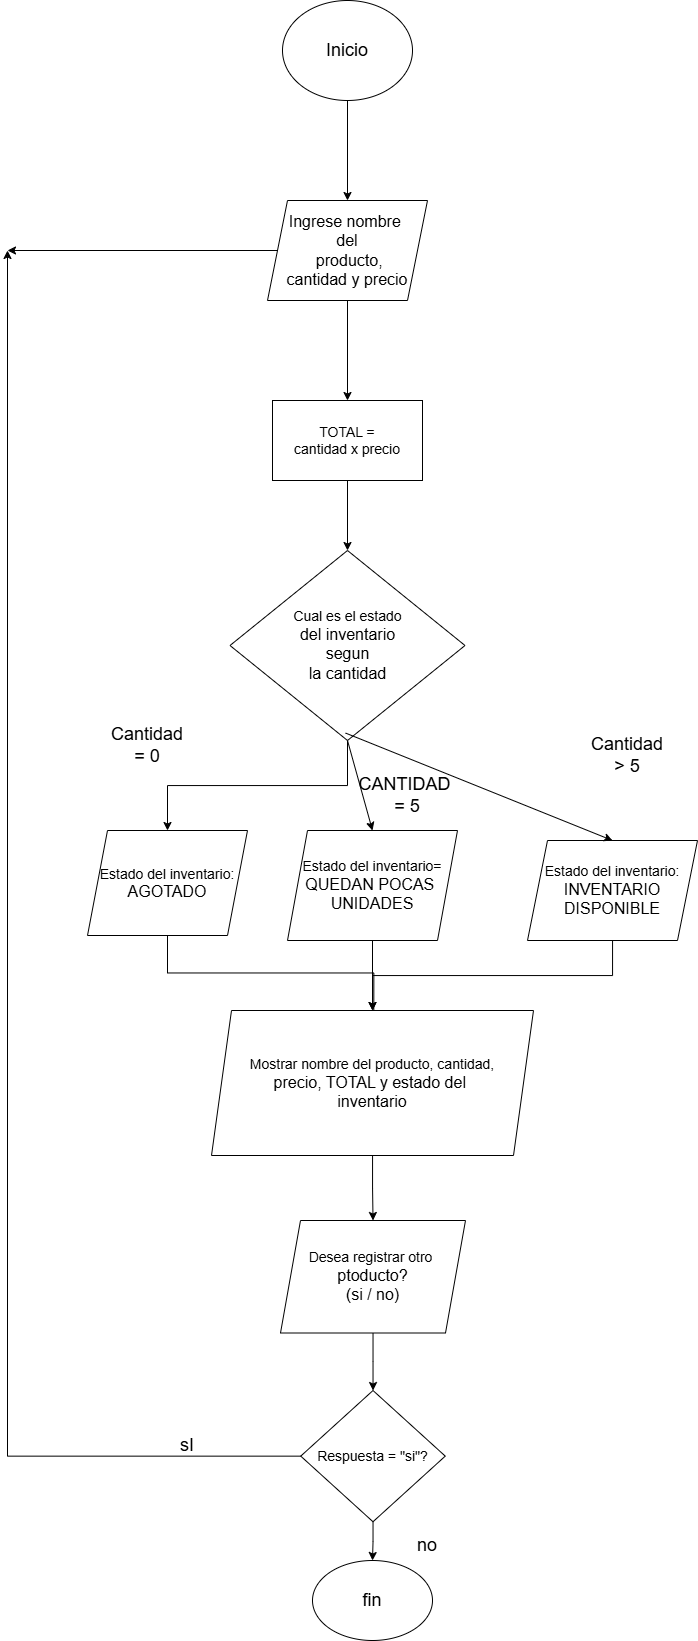 Inicio
Ingrese nombre
del
producto,
cantidad y precio
TOTAL =
cantidad x precio
Cual es el estado
del inventario
segun
la cantidad
Cantidad
= 0
CANTIDAD
= 5
Cantidad
> 5
Estado del inventario:
AGOTADO
Estado del inventario=
QUEDAN POCAS
UNIDADES
Estado del inventario:
INVENTARIO
DISPONIBLE
Mostrar nombre del producto, cantidad,
precio, TOTAL y estado del
inventario
Desea registrar otro
ptoducto?
(si / no)
sI
Respuesta = "si"?
no
fin